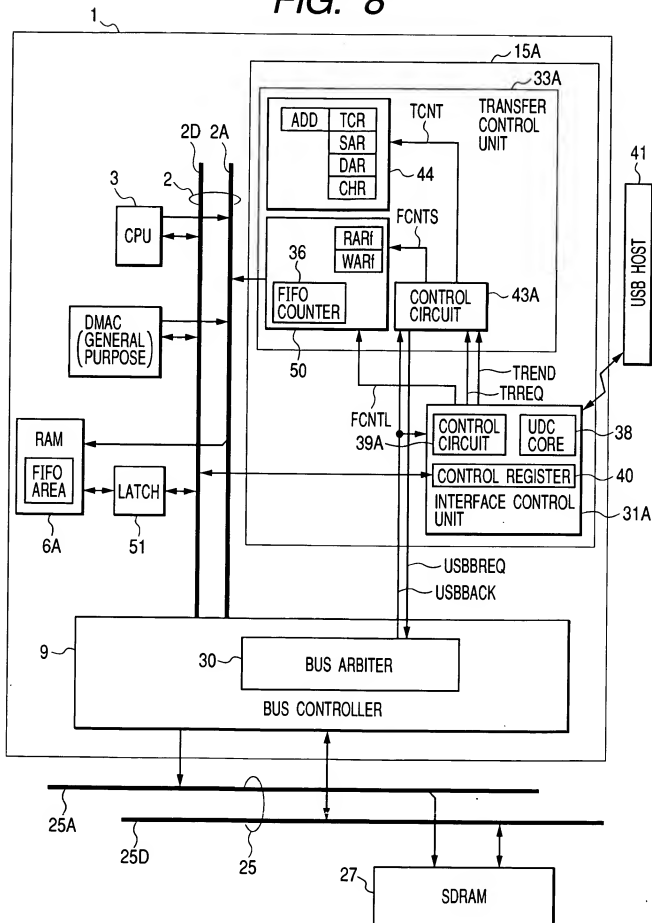 FIG. 8
1
15A
33A
TRANSFER
CONTROL
UNIT
ADD
TCR
SAR
DAR
CHR
44
TCNT
2D
2A
2
3
CPU
41
USB HOST
FCNTS
RARf
WARf
36
FIFO
COUNTER
50
CONTROL
CIRCUIT
43A
DMAC
(GENERAL
PURPOSE)
TREND
TRREQ
FCNTL
RAM
FIFO
AREA
6A
LATCH
51
CONTROL
CIRCUIT
39A
UDC
CORE
38
CONTROL REGISTER
40
INTERFACE CONTROL
UNIT
31A
USBBREQ
USBBACK
9
30
BUS ARBITER
BUS CONTROLLER
25A
25D
25
27
SDRAM